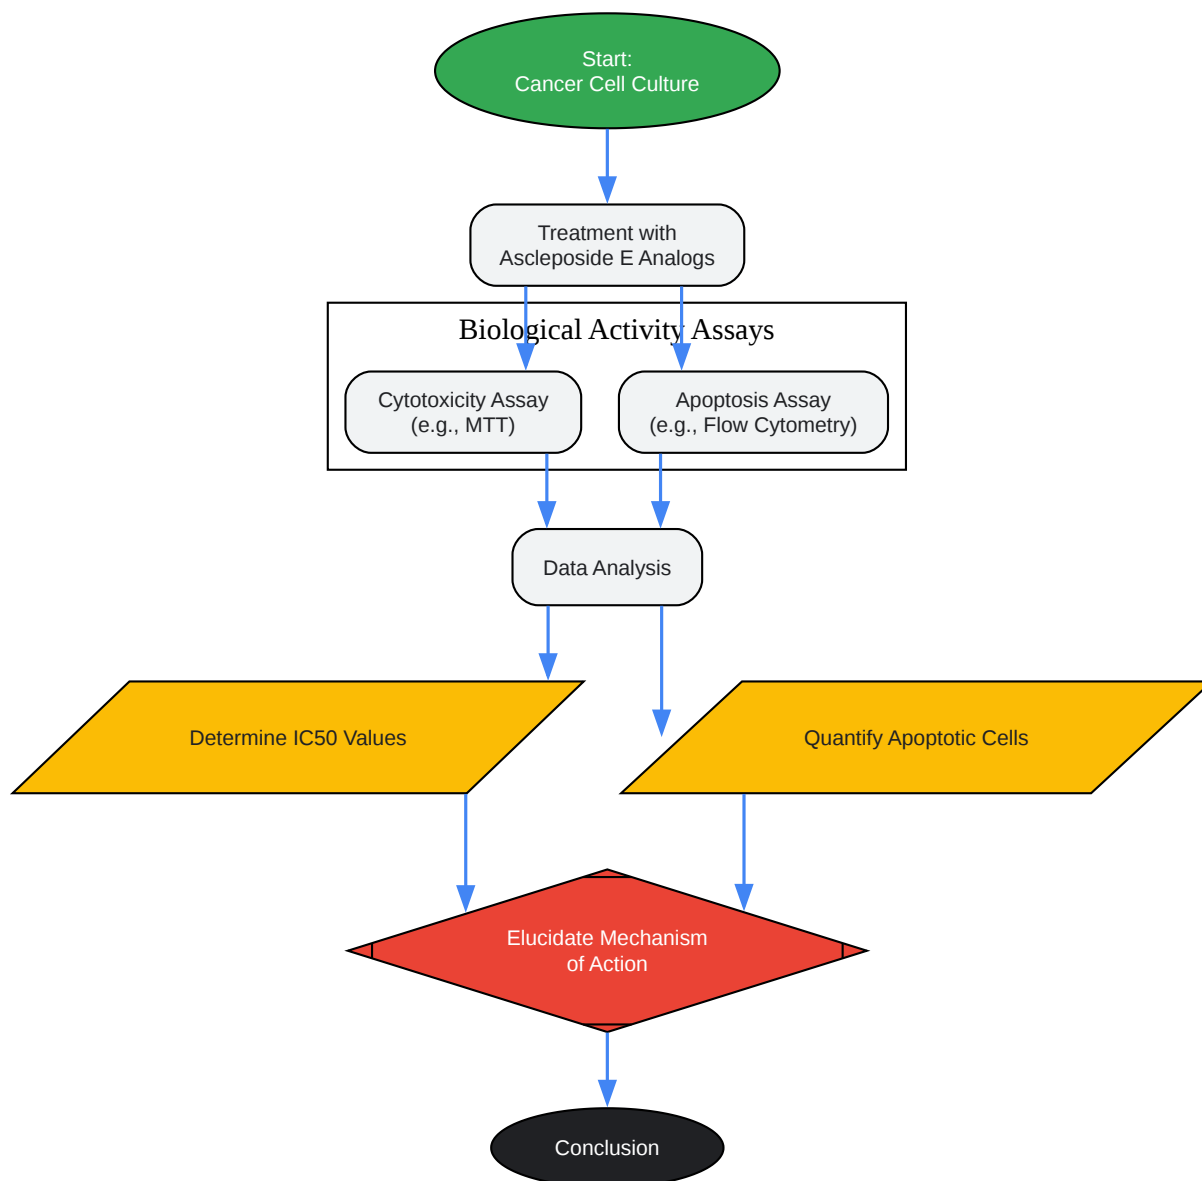 Start:
Cancer Cell Culture
Treatment with
Ascleposide E Analogs
Biological Activity Assays
Cytotoxicity Assay
(e.g., MTT)
Apoptosis Assay
(e.g., Flow Cytometry)
Data Analysis
Determine IC50 Values
Quantify Apoptotic Cells
Elucidate Mechanism
of Action
Conclusion